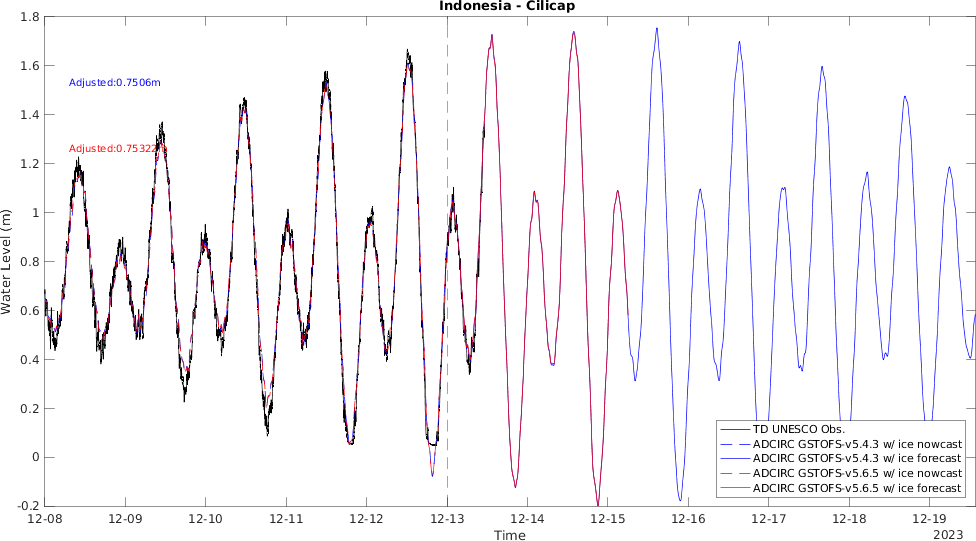 Indonesia - Cilicap
1.8
1.6
1.4
1.2
1
0.8
0.6
0.4
0.2
0
-0.2
Water Level (m)
Adjusted:0.7506m
Adjusted:0.75322m
TD UNESCO Obs.
ADCIRC GSTOFS-v5.4.3 w/ ice nowcast
ADCIRC GSTOFS-v5.4.3 w/ ice forecast
ADCIRC GSTOFS-v5.6.5 w/ ice nowcast
ADCIRC GSTOFS-v5.6.5 w/ ice forecast
12-08 12-09 12-10 12-11 12-12 12-13 12-14 12-15 12-16 12-17 12-18 12-19
Time
2023